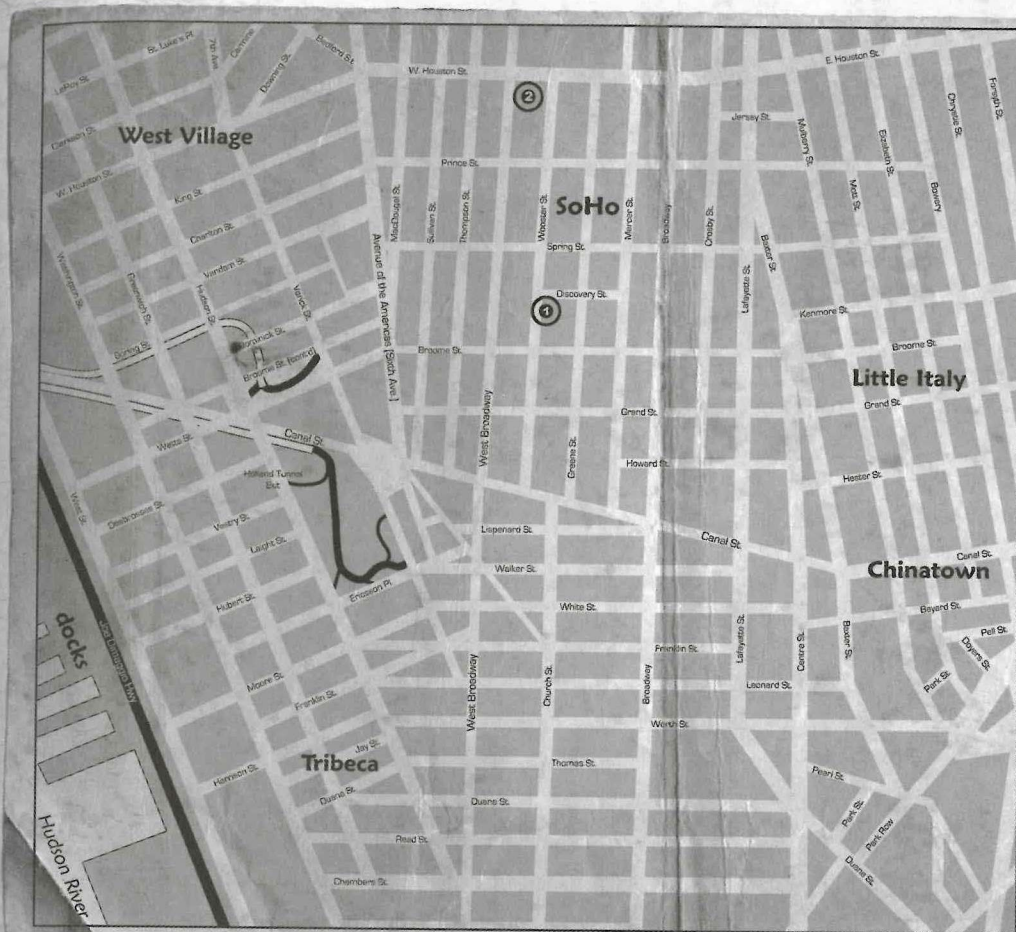 St. Luke's Pl.
7th Ave
Carmine
Bedford St.
Downing St.
LeRoy St.
Clarkson St.
West Village
W. Houston St.
King St.
Charlton St.
Vandam St.
Washington St.
Greenwich St.
Hudson St.
Varick St.
Spring St.
Dominick St.
Broome St. [cont'd]
Watts St.
Canal St.
Holland Tunnel
Exit
West St.
Desbrosses St.
Vestry St.
Laight St.
Hubert St.
Ericsson Pl.
Moore St.
Franklin St.
Jay St.
Harrison St.
Duane St.
Tribeca
Read St.
Chambers St.
docks
Hudson River
W. Houston St.
2
Prince St.
MacDougal St.
Sullivan St.
Thompson St.
Wooster St.
SoHo
Mercer St.
Broadway
Crosby St.
Spring St.
Avenue of the Americas [Sixth Ave.]
Discovery St.
1
Broome St.
West Broadway
Grand St.
Greene St.
Howard St.
Lispenard St.
Canal St.
Walker St.
White St.
Franklin St.
West Broadway
Church St.
Broadway
Leonard St.
Worth St.
Thomas St.
Duane St.
E. Houston St.
Jersey St.
Mulberry St.
Elizabeth St.
Chrystie St.
Forsyth St.
Mott St.
Bowery
Baxter St.
Lafayette St.
Kenmore St.
Broome St.
Little Italy
Grand St.
Hester St.
Canal St.
Chinatown
Bayard St.
Pell St.
Doyers St.
Park St.
Lafayette St.
Centre St.
Baxter St.
Pearl St.
Park St.
Park Row
Duane St.